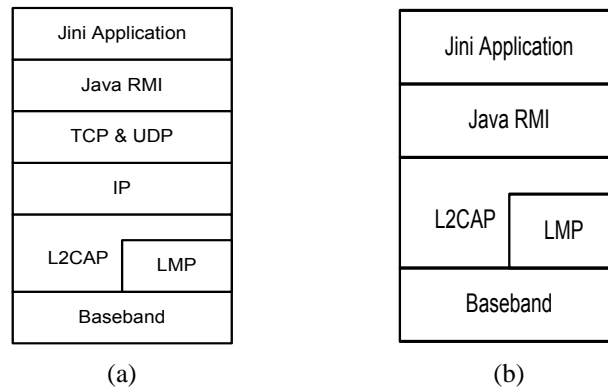 Jini Application
Java RMI
TCP & UDP
IP
L2CAP
LMP
Baseband
(a)
Jini Application
Java RMI
L2CAP
LMP
Baseband
(b)